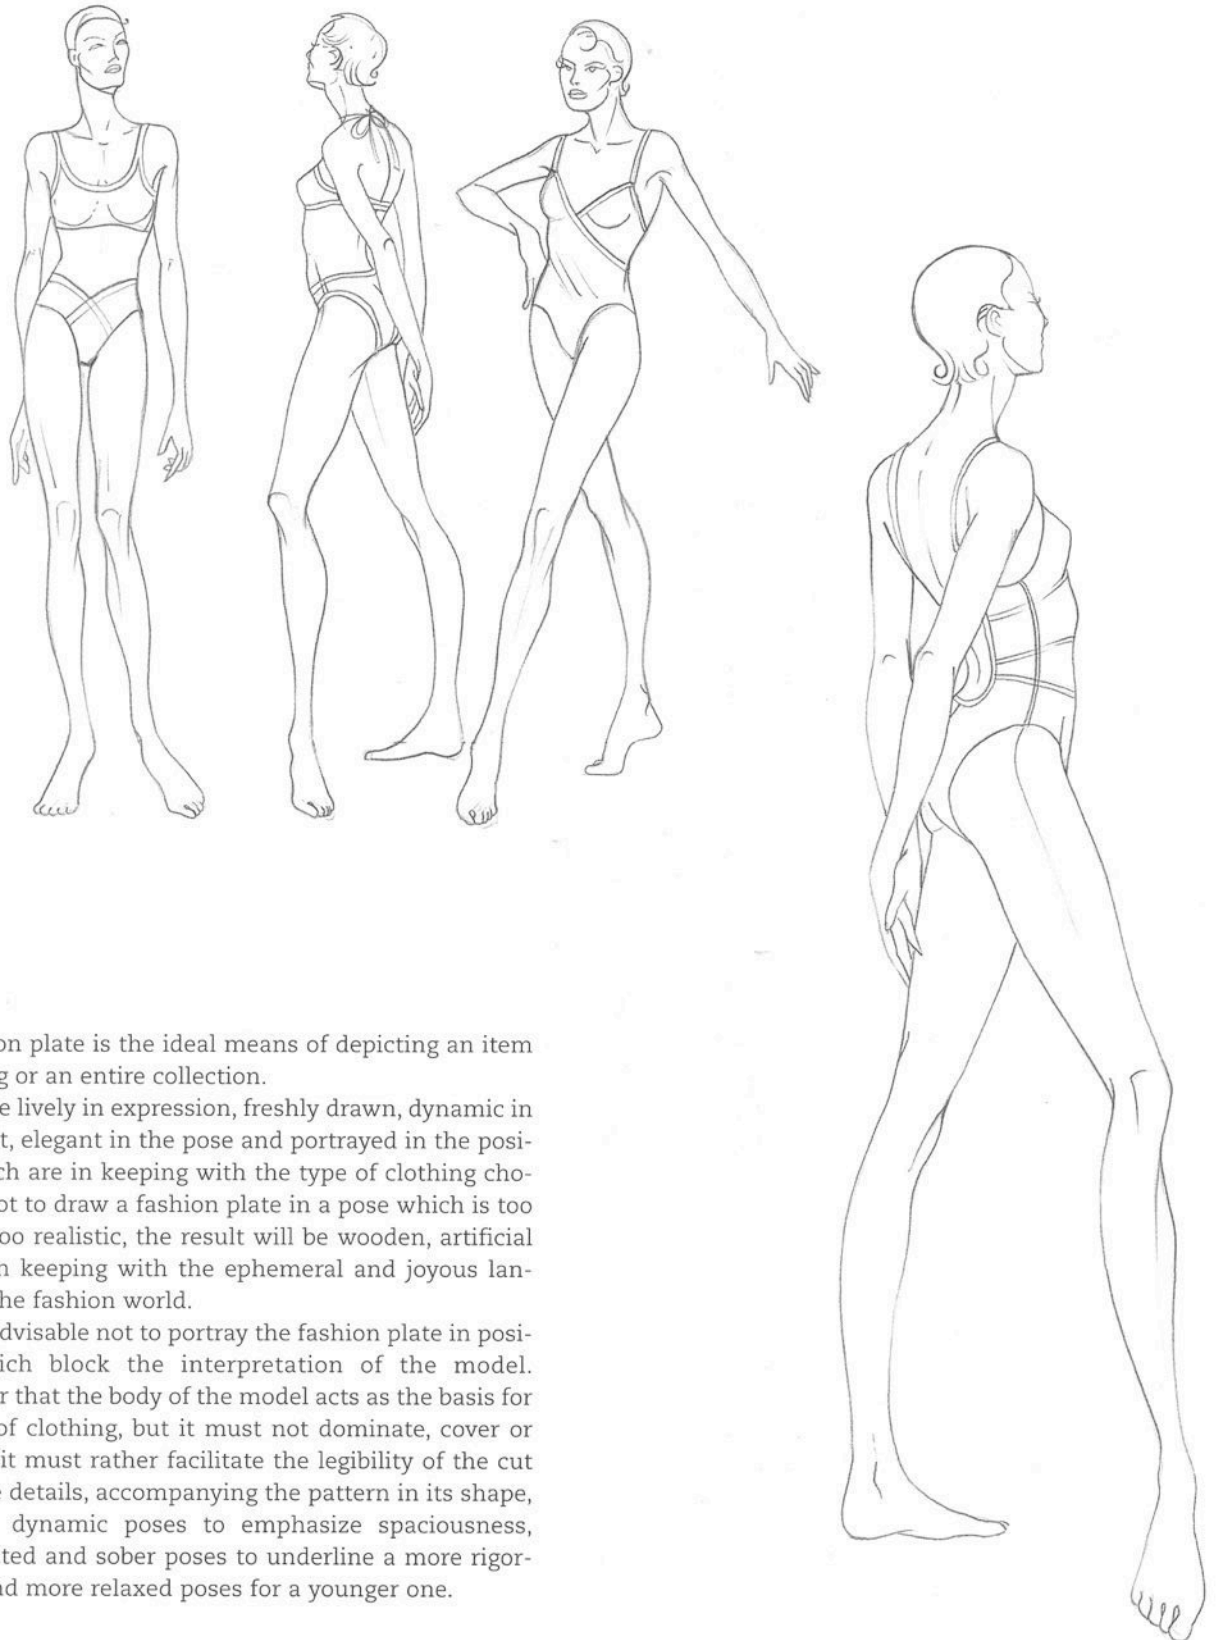 on plate is the ideal means of depicting an item
g or an entire collection.
e lively in expression, freshly drawn, dynamic in
t, elegant in the pose and portrayed in the posi-
ch are in keeping with the type of clothing cho-
ot to draw a fashion plate in a pose which is too
oo realistic, the result will be wooden, artificial
n keeping with the ephemeral and joyous lan-
he fashion world.
dvisable not to portray the fashion plate in posi-
ich block the interpretation of the model.
r that the body of the model acts as the basis for
of clothing, but it must not dominate, cover or
it must rather facilitate the legibility of the cut
e details, accompanying the pattern in its shape,
dynamic poses to emphasize spaciousness,
ted and sober poses to underline a more rigor-
nd more relaxed poses for a younger one.